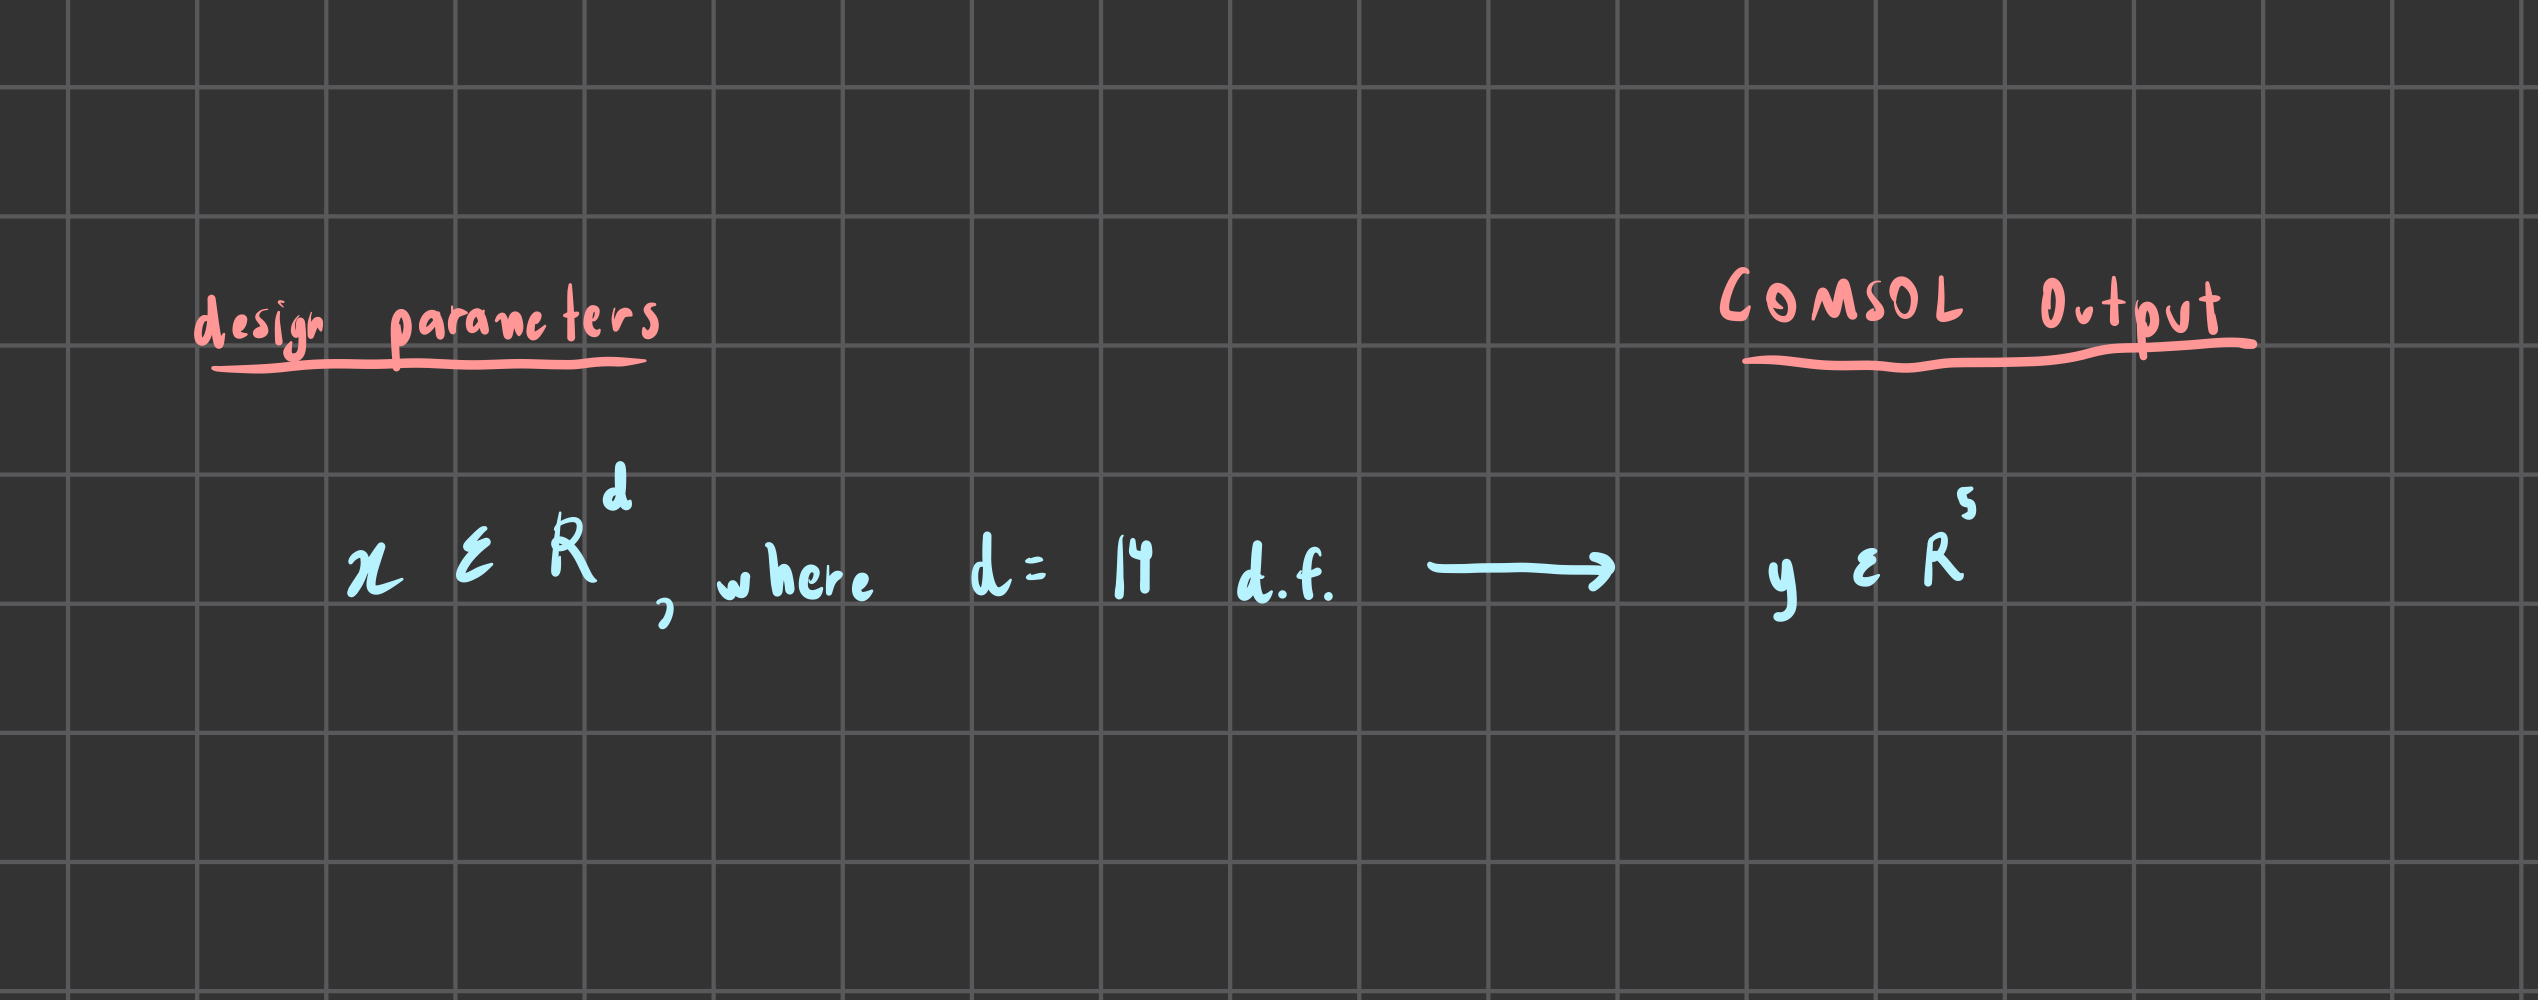 design parameters COMSOL Output
x ∈ R^d, where d = 14 d.f. → y ∈ R^5